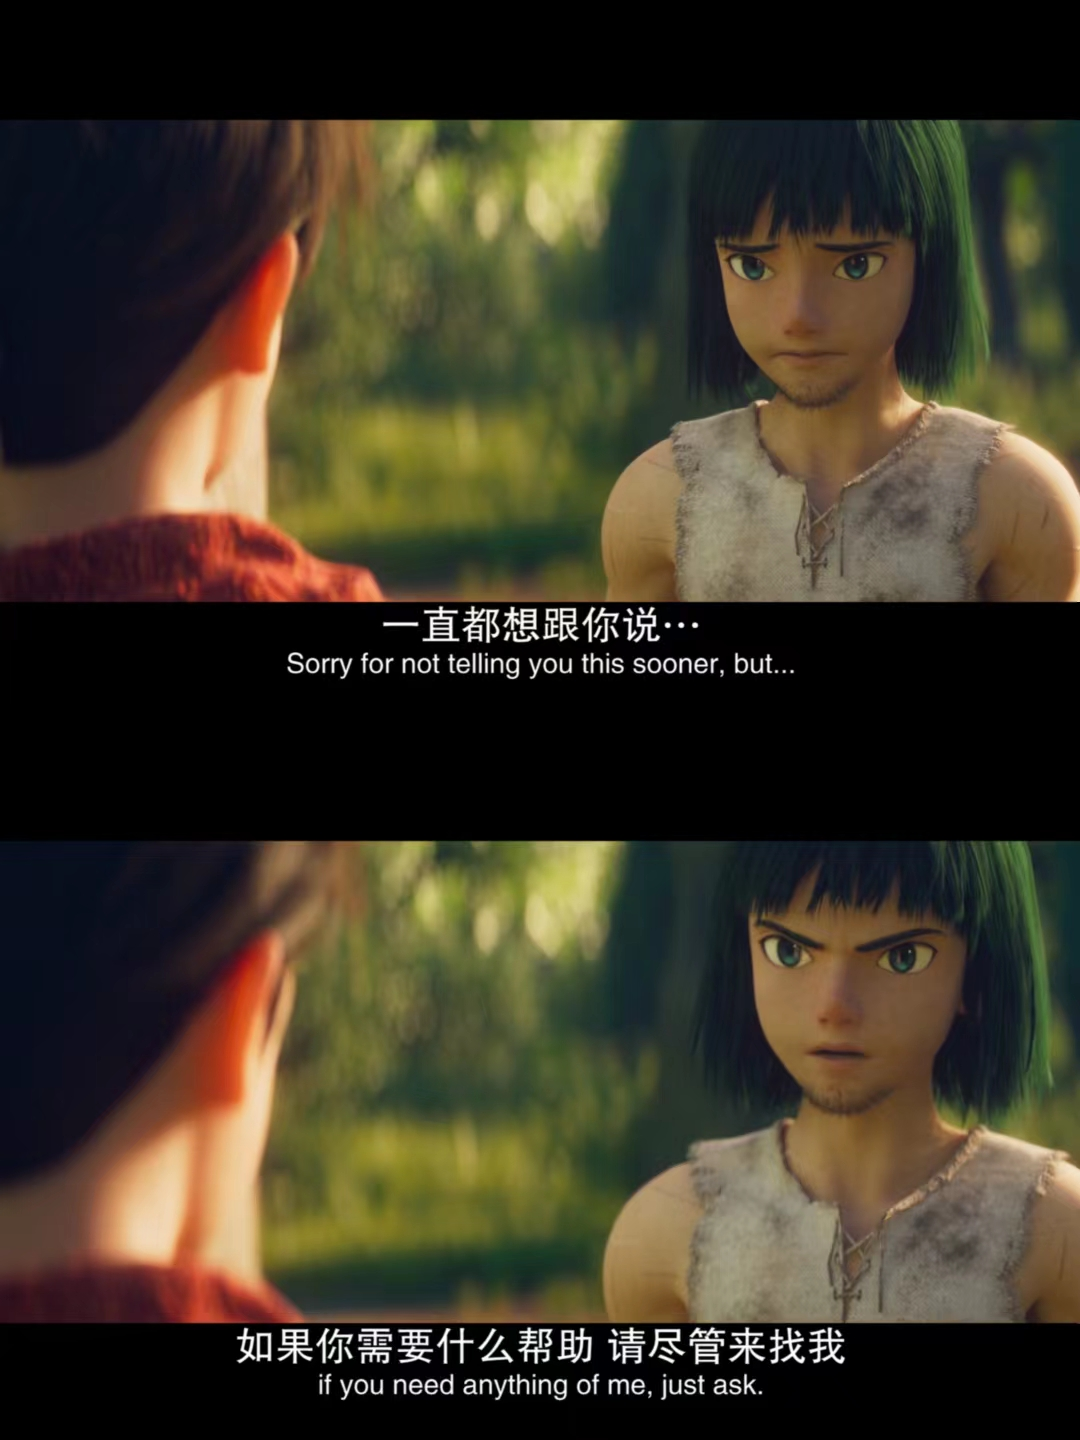 一直都想跟你说…
Sorry for not telling you this sooner, but...
如果你需要什么帮助 请尽管来找我
if you need anything of me, just ask.